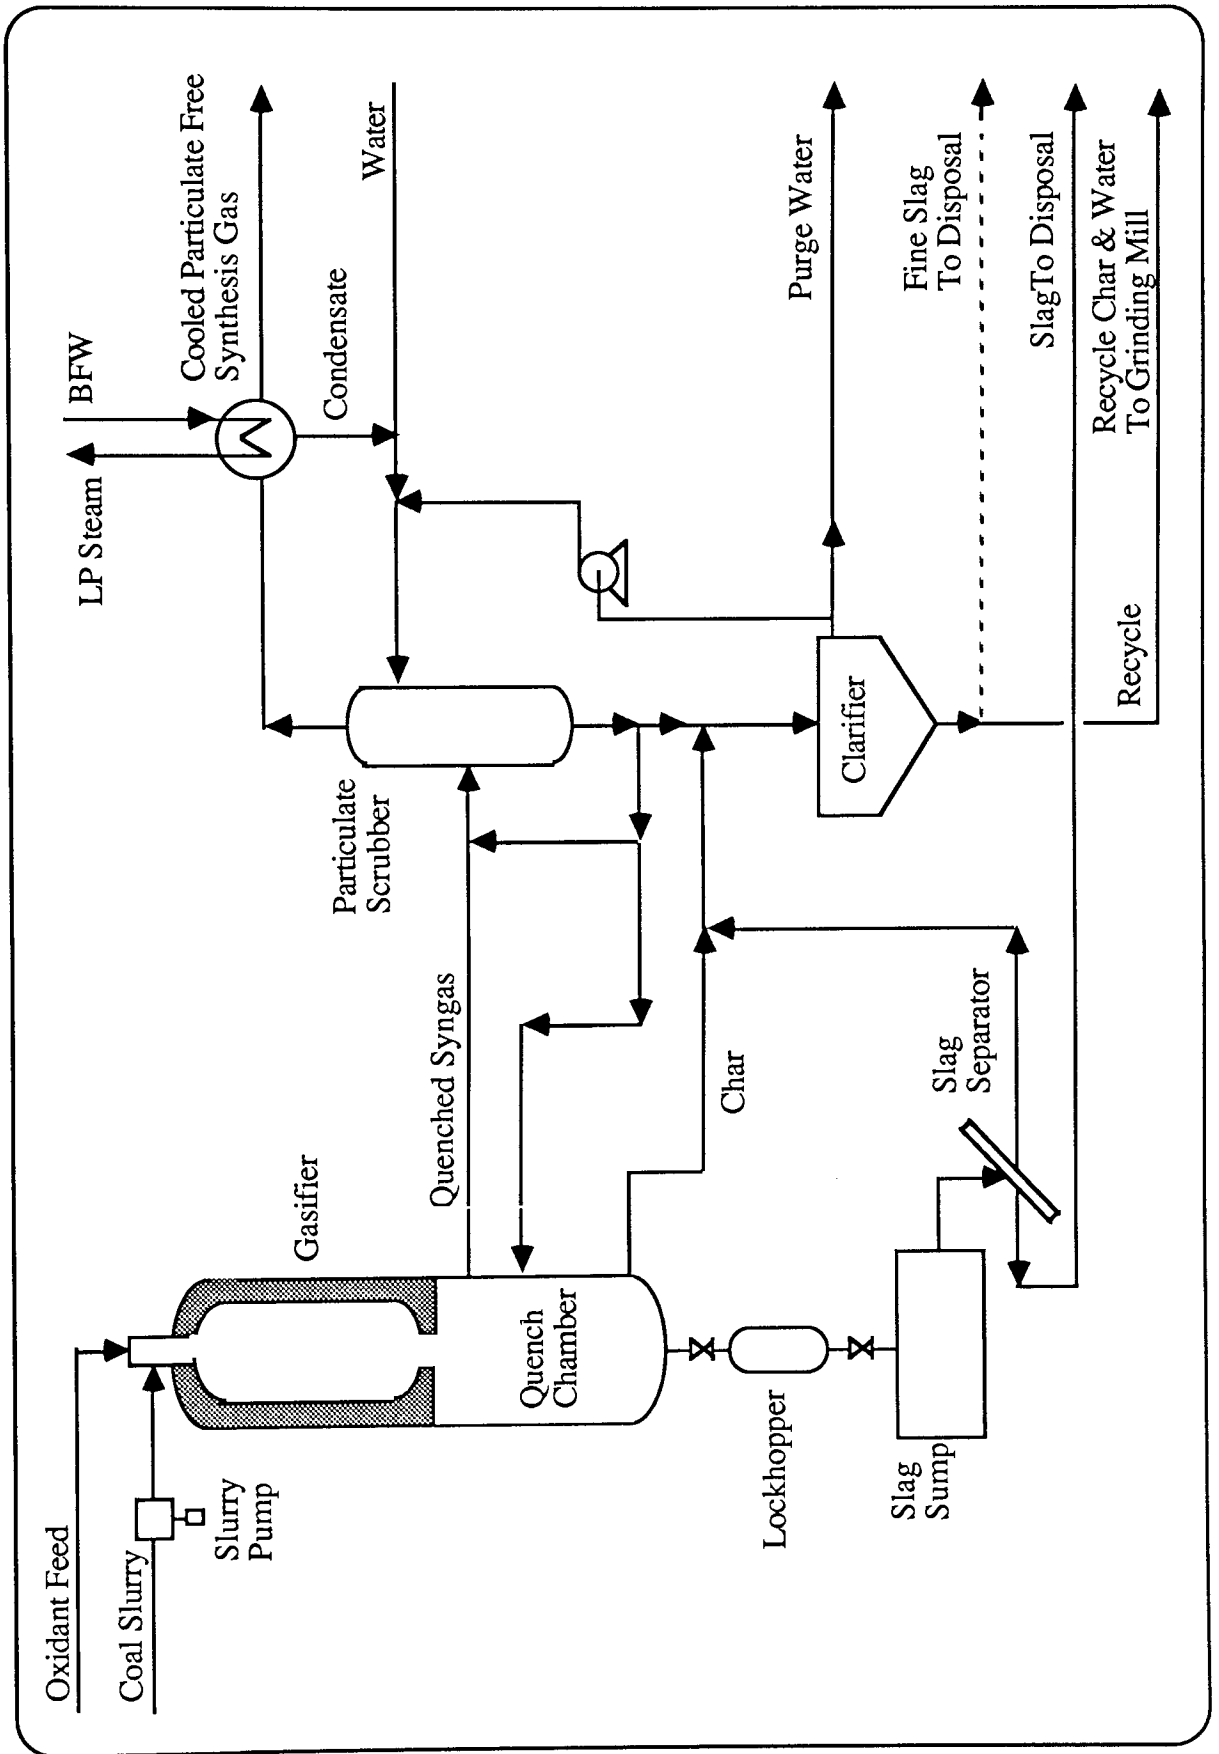 Oxidant Feed
Coal Slurry
Slurry
Pump
Gasifier
Quench
Chamber
Lockhopper
Slag
Sump
Slag
Separator
Quenched Syngas
Char
Particulate
Scrubber
LP Steam
BFW
Cooled Particulate Free
Synthesis Gas
Condensate
Water
Clarifier
Purge Water
Fine Slag
To Disposal
SlagTo Disposal
Recycle Char & Water
To Grinding Mill
Recycle